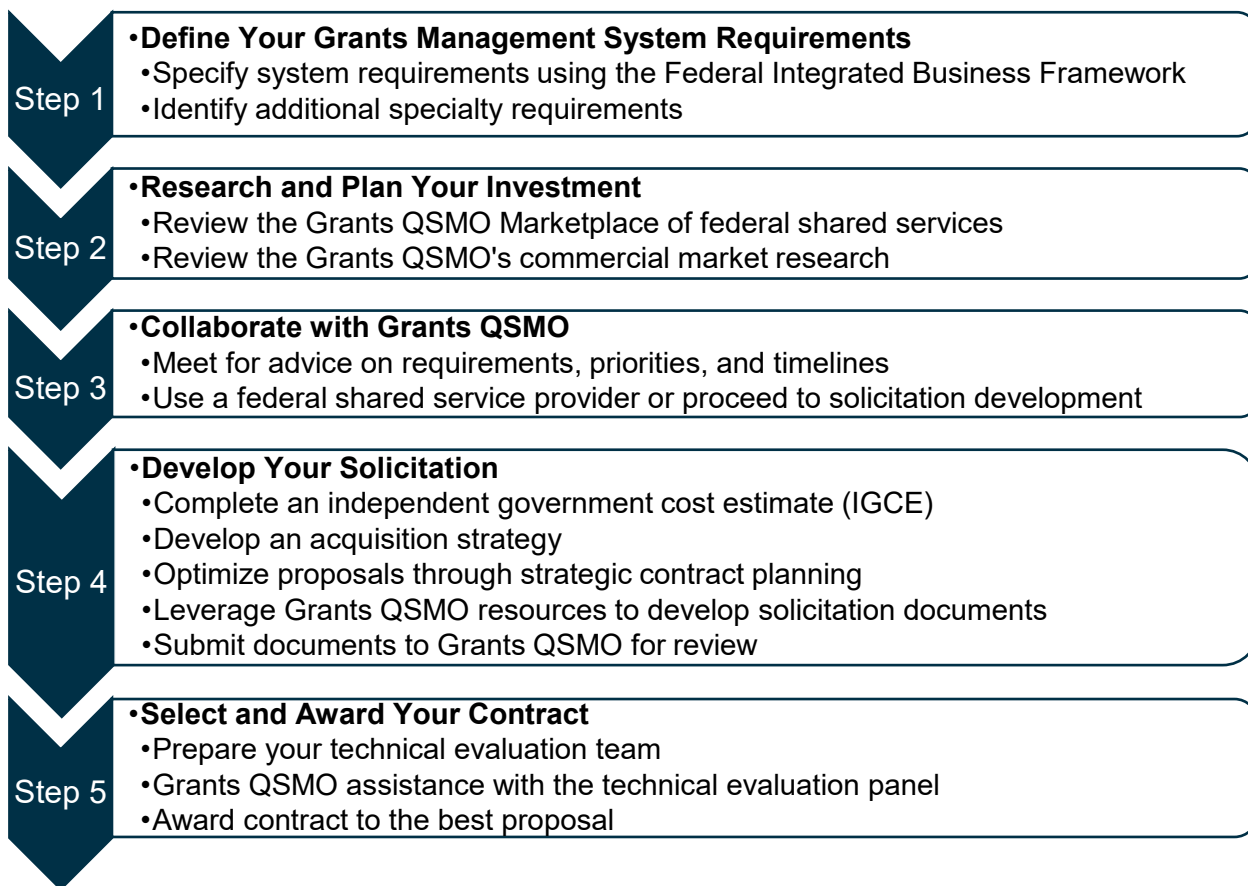 Step 1
•Define Your Grants Management System Requirements
•Specify system requirements using the Federal Integrated Business Framework
•Identify additional specialty requirements
Step 2
•Research and Plan Your Investment
•Review the Grants QSMO Marketplace of federal shared services
•Review the Grants QSMO's commercial market research
Step 3
•Collaborate with Grants QSMO
•Meet for advice on requirements, priorities, and timelines
•Use a federal shared service provider or proceed to solicitation development
Step 4
•Develop Your Solicitation
•Complete an independent government cost estimate (IGCE)
•Develop an acquisition strategy
•Optimize proposals through strategic contract planning
•Leverage Grants QSMO resources to develop solicitation documents
•Submit documents to Grants QSMO for review
Step 5
•Select and Award Your Contract
•Prepare your technical evaluation team
•Grants QSMO assistance with the technical evaluation panel
•Award contract to the best proposal